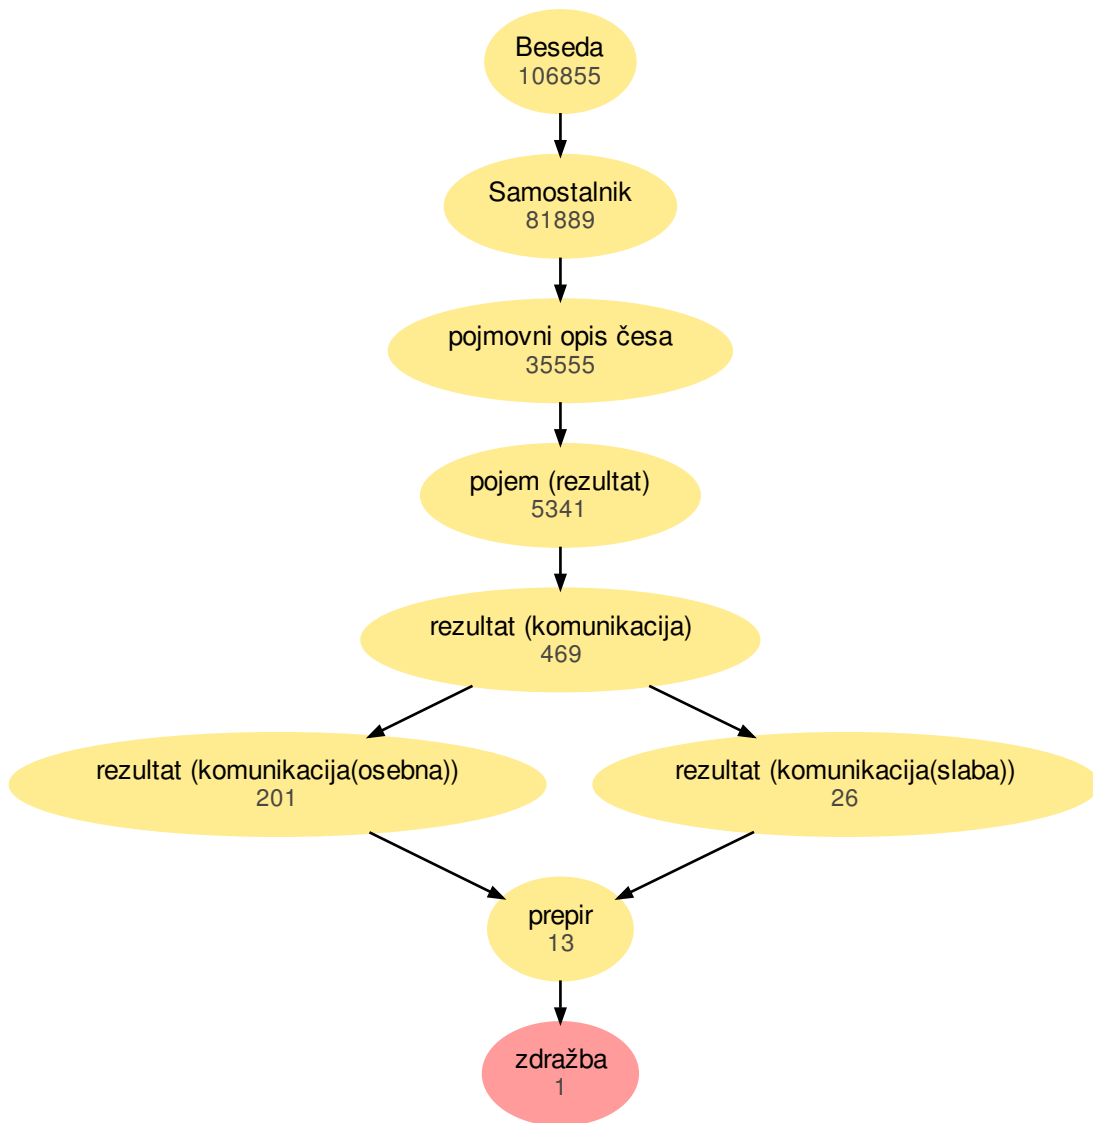 Beseda
106855
Samostalnik
81889
pojmovni opis česa
35555
pojem (rezultat)
5341
rezultat (komunikacija)
469
rezultat (komunikacija(osebna))
201
rezultat (komunikacija(slaba))
26
prepir
13
zdražba
1